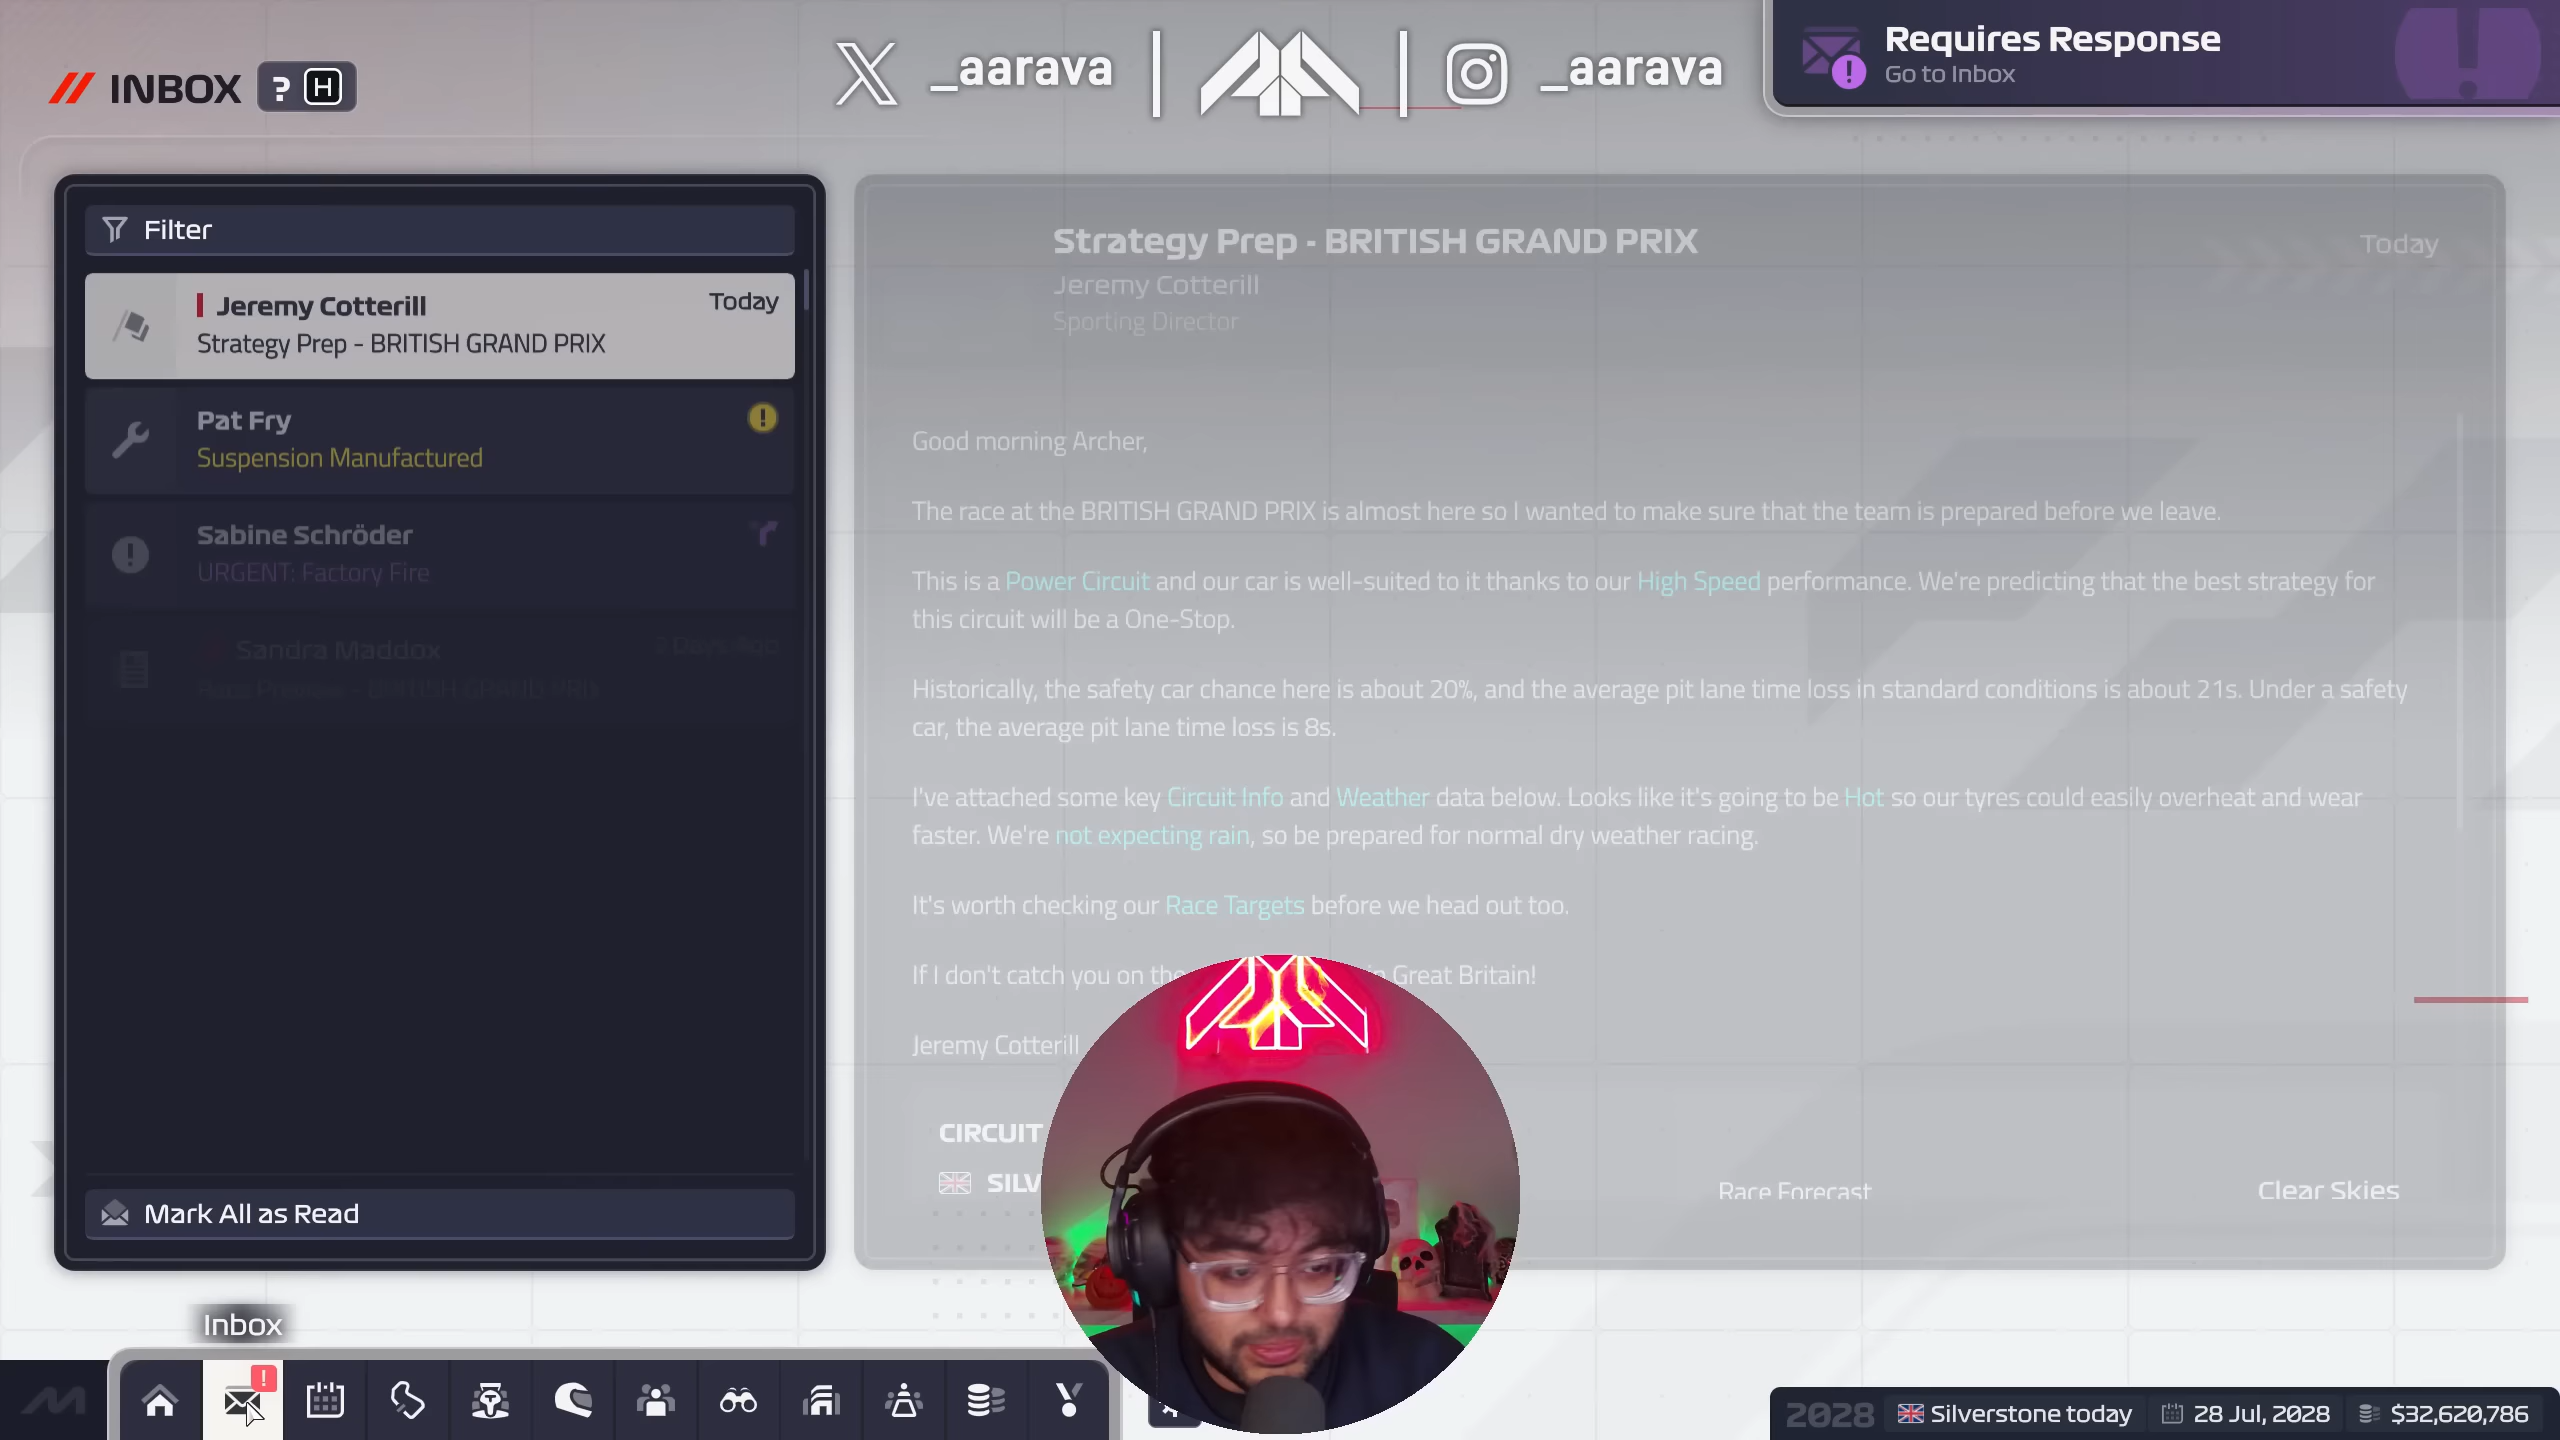 INBOX ? H
_aarava
_aarava
Requires Response
Go to Inbox
Filter
Jeremy Cotterill
Today
Strategy Prep - BRITISH GRAND PRIX
Pat Fry
Suspension Manufactured
Sabine Schröder
URGENT: Factory Fire
Sandra Maddox
2 Days Ago
Race Preview - BRITISH GRAND PRIX
Mark All as Read
Strategy Prep - BRITISH GRAND PRIX
Today
Jeremy Cotterill
Sporting Director
Good morning Archer,
The race at the BRITISH GRAND PRIX is almost here so I wanted to make sure that the team is prepared before we leave.
This is a Power Circuit and our car is well-suited to it thanks to our High Speed performance. We're predicting that the best strategy for
this circuit will be a One-Stop.
Historically, the safety car chance here is about 20%, and the average pit lane time loss in standard conditions is about 21s. Under a safety
car, the average pit lane time loss is 8s.
I've attached some key Circuit Info and Weather data below. Looks like it's going to be Hot so our tyres could easily overheat and wear
faster. We're not expecting rain, so be prepared for normal dry weather racing.
It's worth checking our Race Targets before we head out too.
If I don't catch you on the in Great Britain!
Jeremy Cotterill
CIRCUIT
SILV
Race Forecast
Clear Skies
Inbox
2028
Silverstone today
28 Jul, 2028
$32,620,786